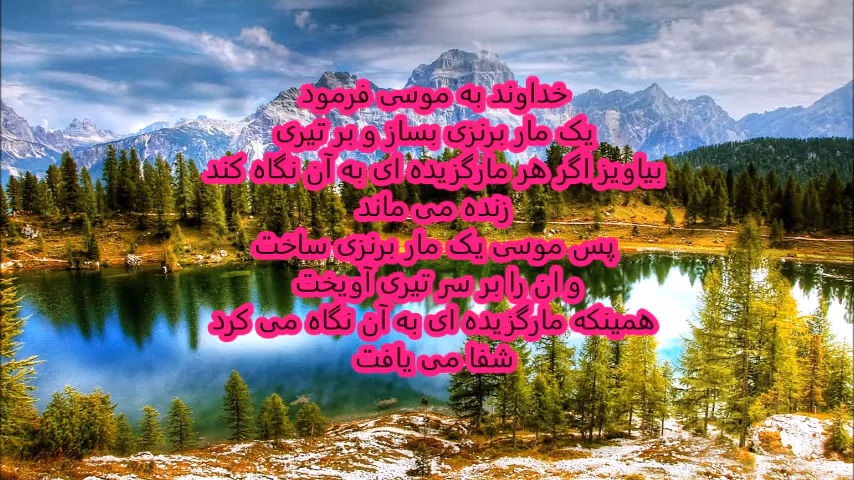 خداوند به موسی فرمود
یک مار برنزی بساز و بر تیری
بیاویز اگر هر مارگزیده ای به آن نگاه کند
زنده می ماند
پس موسی یک مار برنزی ساخت
و ان را بر سر تیری آویخت
همینکه مارگزیده ای به آن نگاه می کرد
شفا می یافت